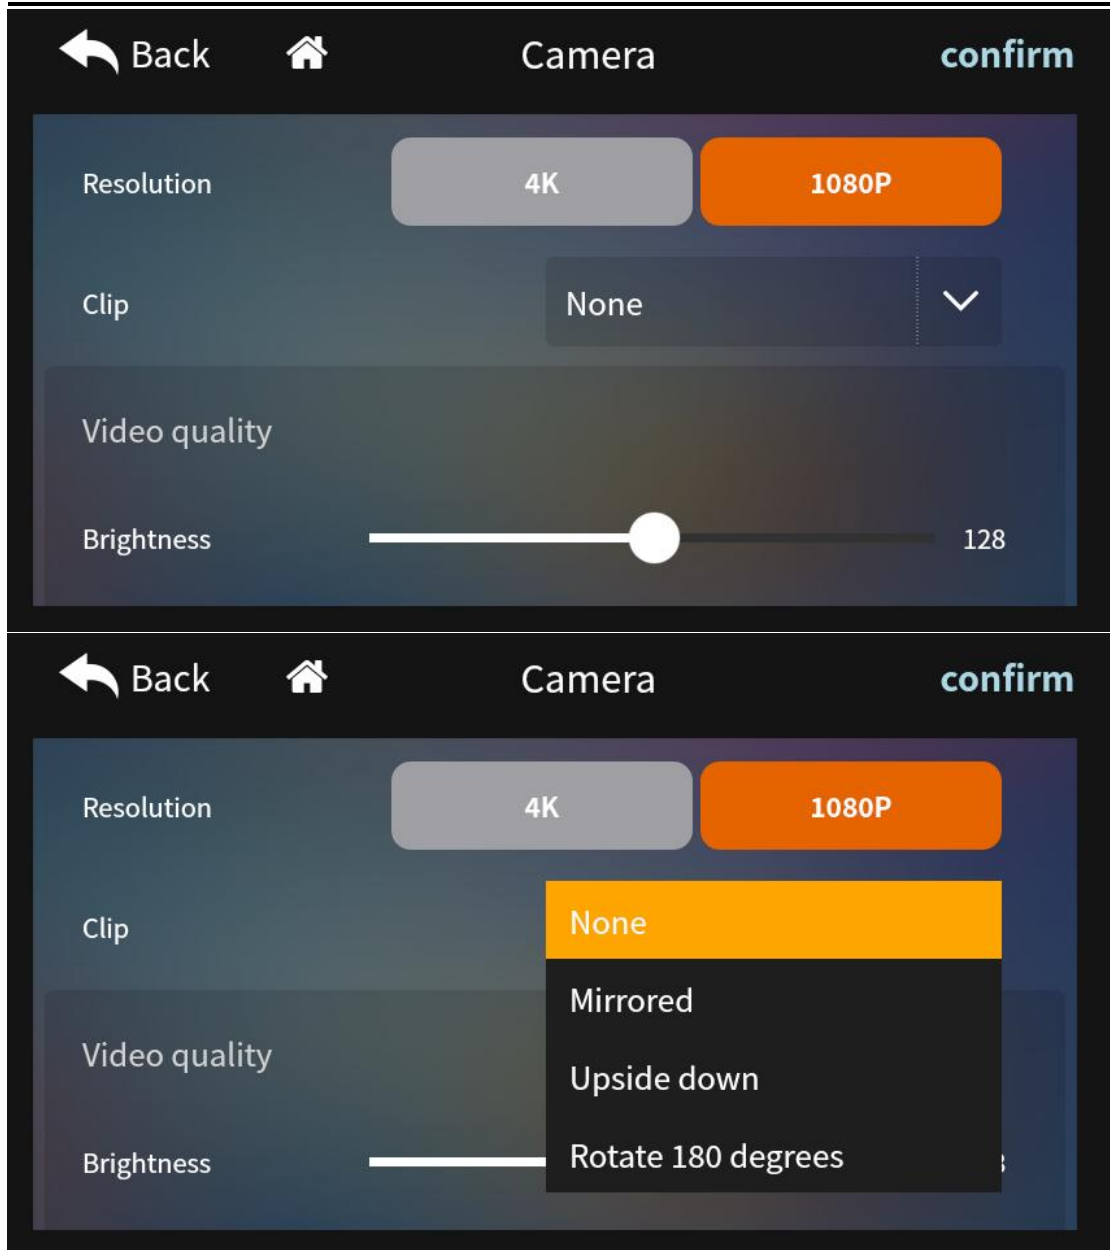 Back Camera confirm
Resolution 4K 1080P
Clip None
Video quality
Brightness 128
Back Camera confirm
Resolution 4K 1080P
Clip None
Mirrored
Video quality
Upside down
Brightness Rotate 180 degrees